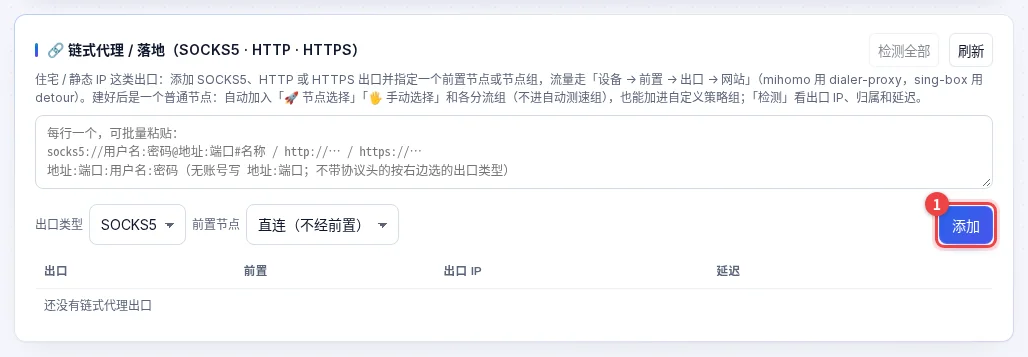 🔗 链式代理 / 落地（SOCKS5 · HTTP · HTTPS）
检测全部
刷新
住宅 / 静态 IP 这类出口：添加 SOCKS5、HTTP 或 HTTPS 出口并指定一个前置节点或节点组，流量走「设备 → 前置 → 出口 → 网站」（mihomo 用 dialer-proxy，sing-box 用
detour）。建好后是一个普通节点：自动加入「🚀 节点选择」「🖐️ 手动选择」和各分流组（不进自动测速组），也能加进自定义策略组；「检测」看出口 IP、归属和延迟。
每行一个，可批量粘贴：
socks5://用户名:密码@地址:端口#名称 / http://… / https://…
地址:端口:用户名:密码（无账号写 地址:端口；不带协议头的按右边选的出口类型）
出口类型 SOCKS5 前置节点 直连（不经前置）
1
添加
出口 前置 出口 IP 延迟
还没有链式代理出口